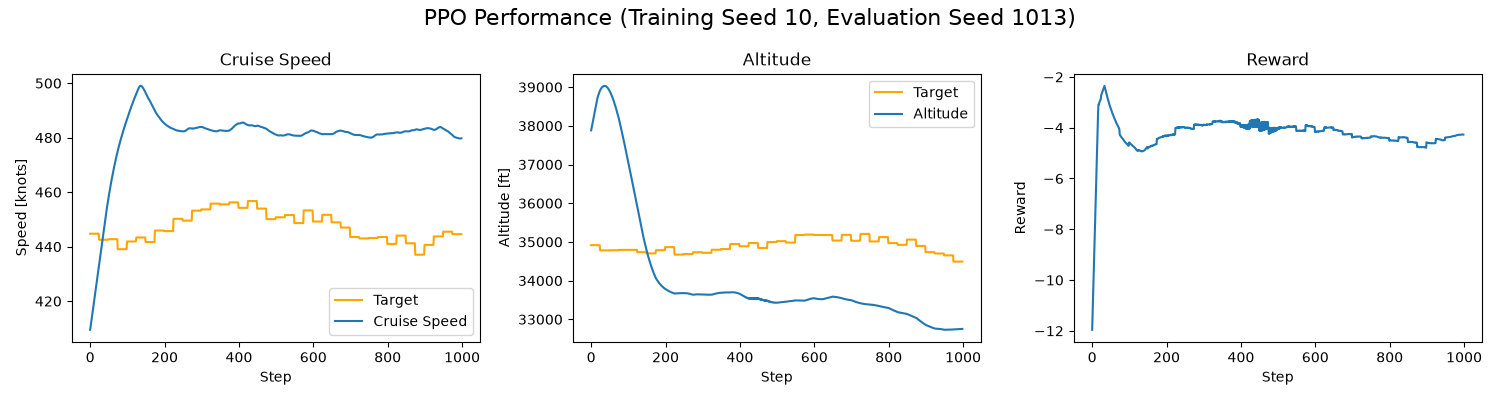 PPO Performance (Training Seed 10, Evaluation Seed 1013)
Cruise Speed
Speed [knots]
500
480
460
440
420
0 200 400 600 800 1000
Step
Target
Cruise Speed
Altitude
Altitude [ft]
39000
38000
37000
36000
35000
34000
33000
0 200 400 600 800 1000
Step
Target
Altitude
Reward
Reward
−2
−4
−6
−8
−10
−12
0 200 400 600 800 1000
Step